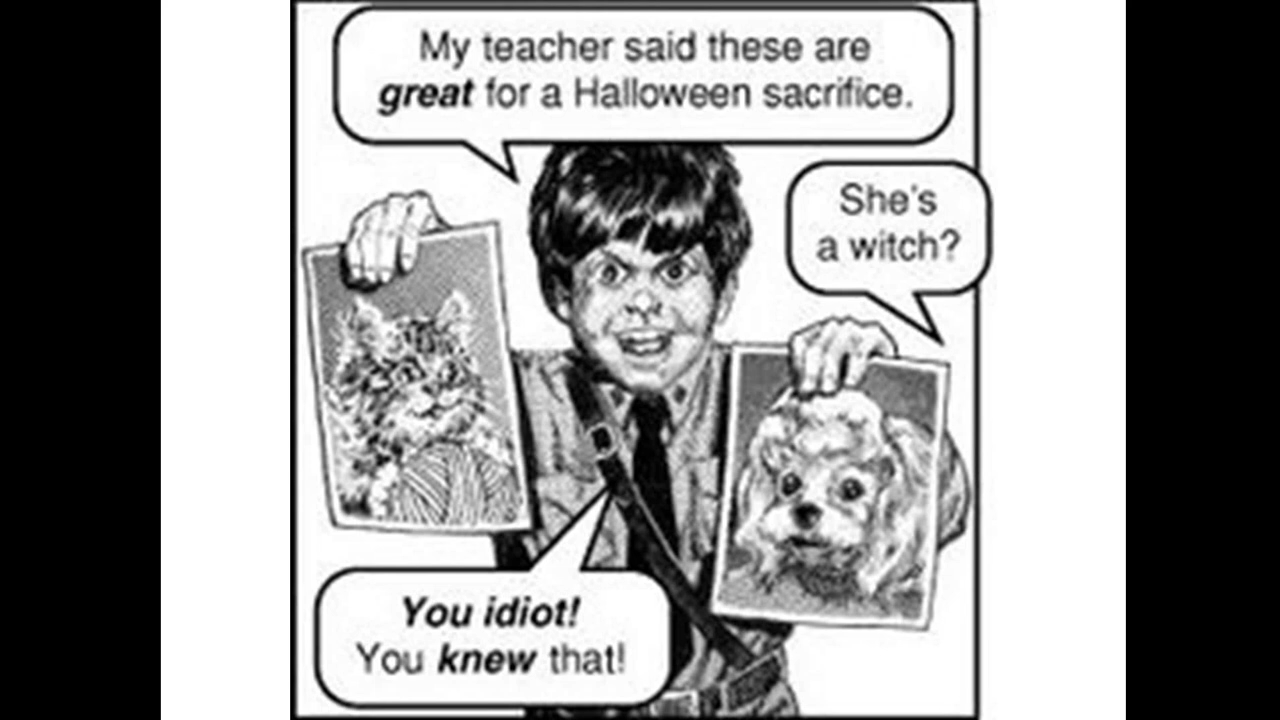 My teacher said these are
great for a Halloween sacrifice.
She's
a witch?
You idiot!
You knew that!